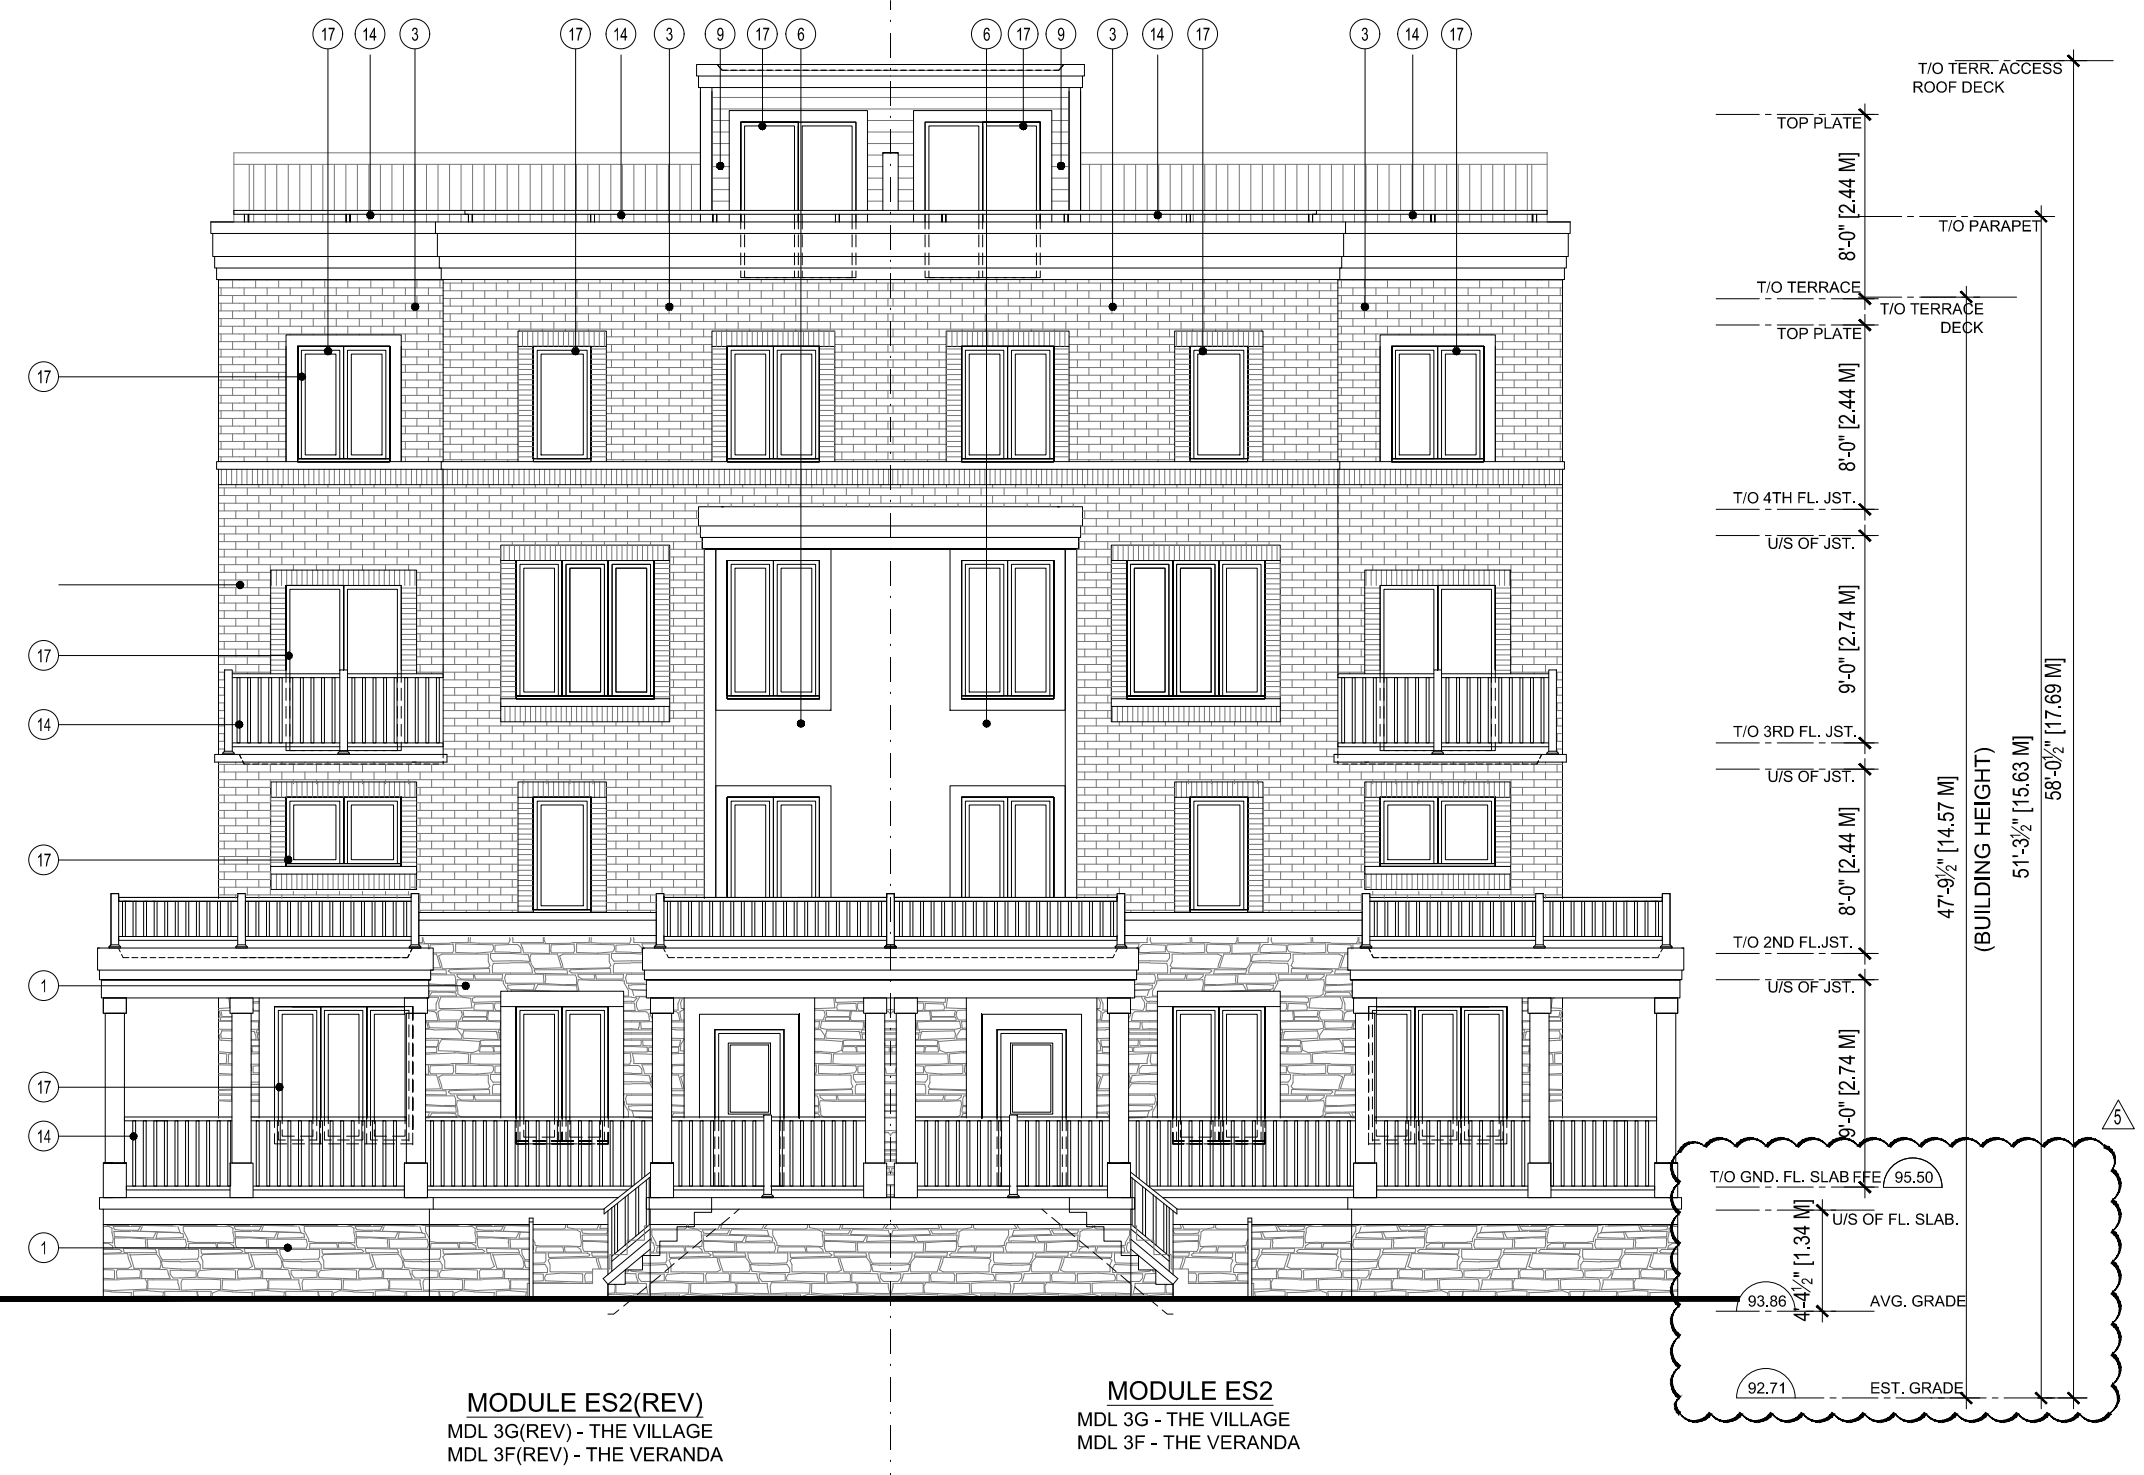 17 14 3 17 14 3 9 17 6 6 17 9 3 14 17 3 14 17
T/O TERR. ACCESS
ROOF DECK
TOP PLATE
8'-0" [2.44 M]
T/O PARAPET
T/O TERRACE
T/O TERRACE
DECK
TOP PLATE
17
8'-0" [2.44 M]
T/O 4TH FL. JST.
U/S OF JST.
9'-0" [2.74 M]
17
14
T/O 3RD FL. JST.
U/S OF JST.
47'-9½" [14.57 M]
(BUILDING HEIGHT)
51'-3½" [15.63 M]
58'-0½" [17.69 M]
17
8'-0" [2.44 M]
T/O 2ND FL.JST.
1
U/S OF JST.
17
9'-0" [2.74 M]
14
5
T/O GND. FL. SLAB FFE 95.50
U/S OF FL. SLAB.
1
4'-4½" [1.34 M]
93.86 AVG. GRADE
92.71 EST. GRADE
MODULE ES2(REV)
MDL 3G(REV) - THE VILLAGE
MDL 3F(REV) - THE VERANDA
MODULE ES2
MDL 3G - THE VILLAGE
MDL 3F - THE VERANDA